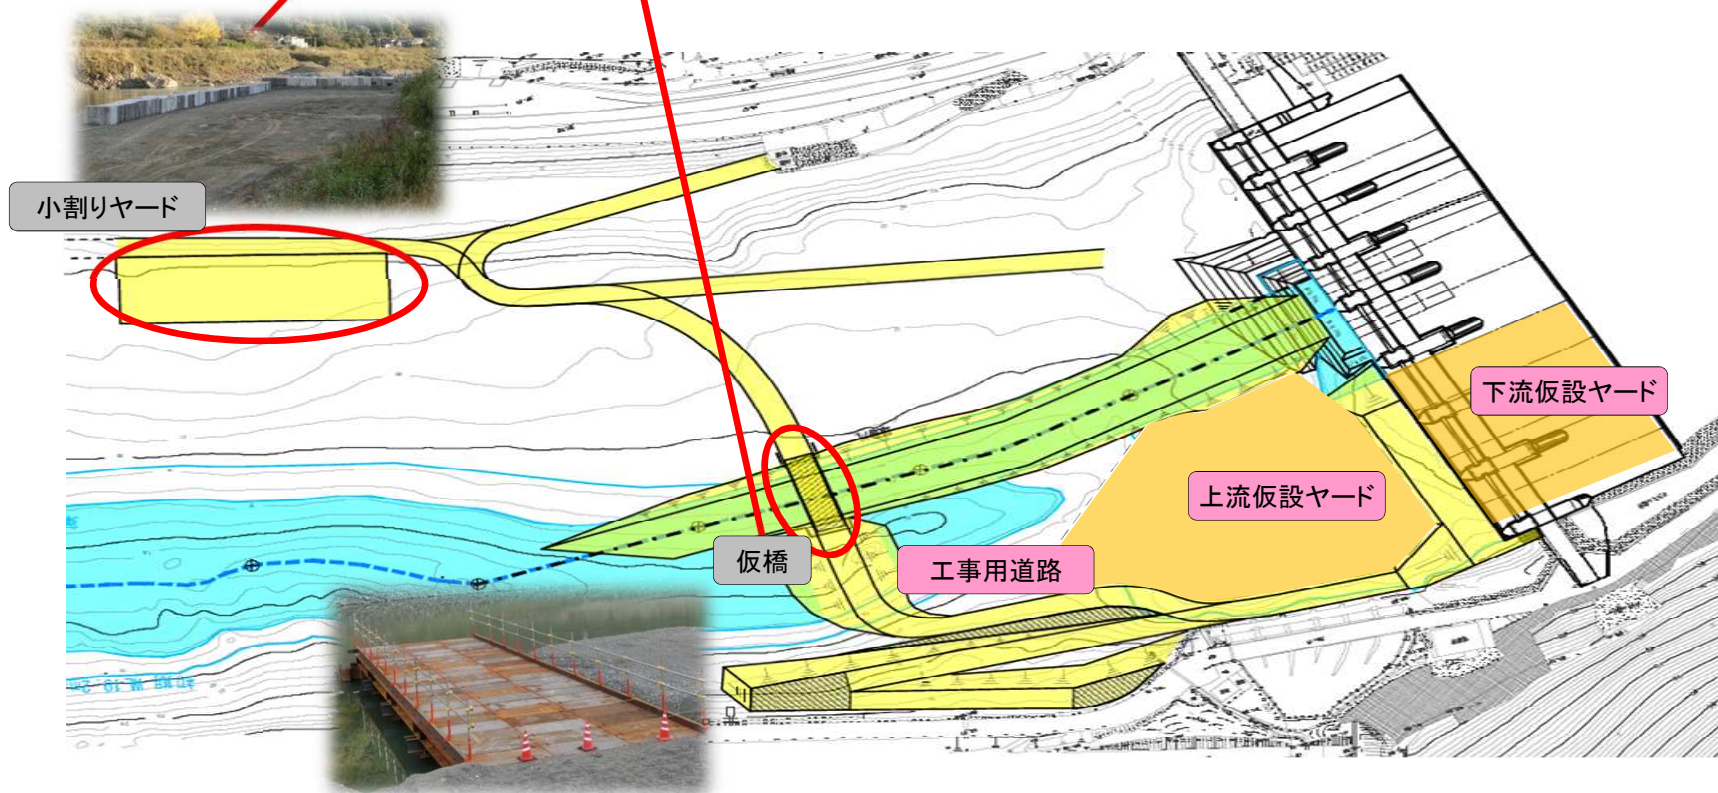 小割りヤード
下流仮設ヤード
上流仮設ヤード
仮橋
工事用道路